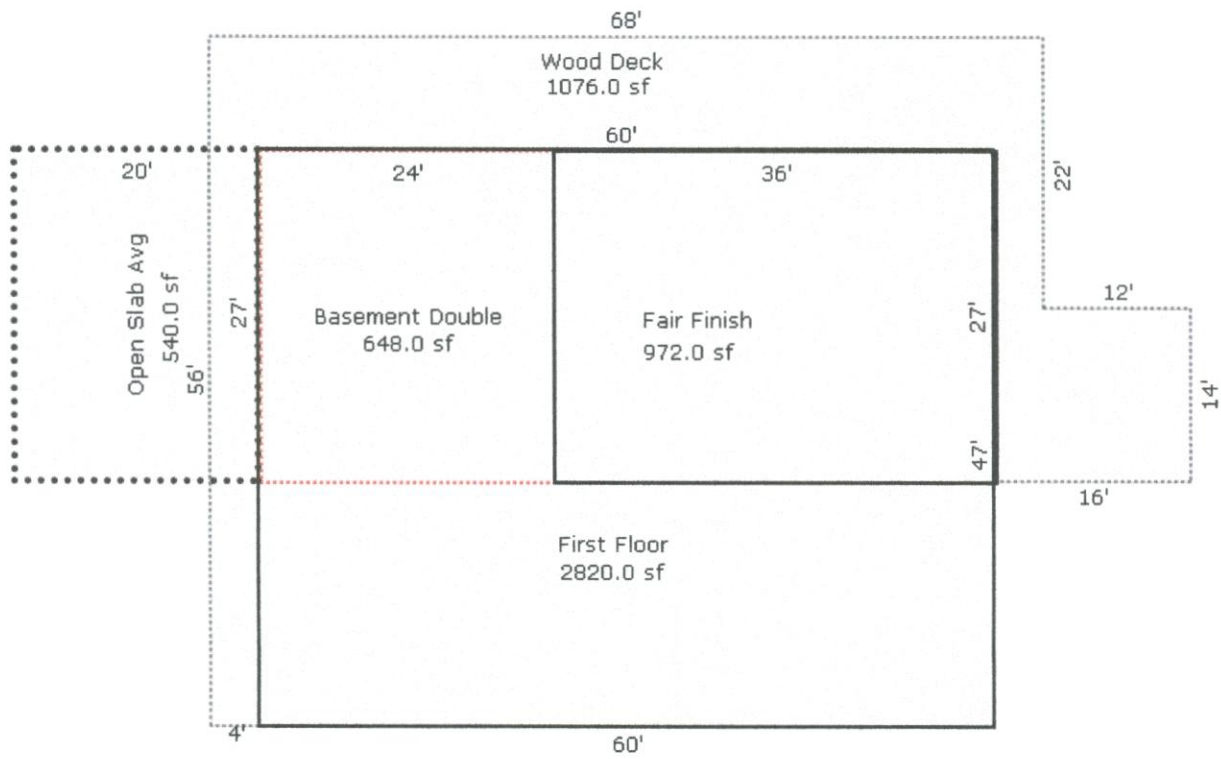 68'
Wood Deck
1076.0 sf
60'
20'
24'
36'
22'
Open Slab Avg
540.0 sf
56'
27'
Basement Double
648.0 sf
Fair Finish
972.0 sf
27'
12'
14'
47'
16'
First Floor
2820.0 sf
4'
60'